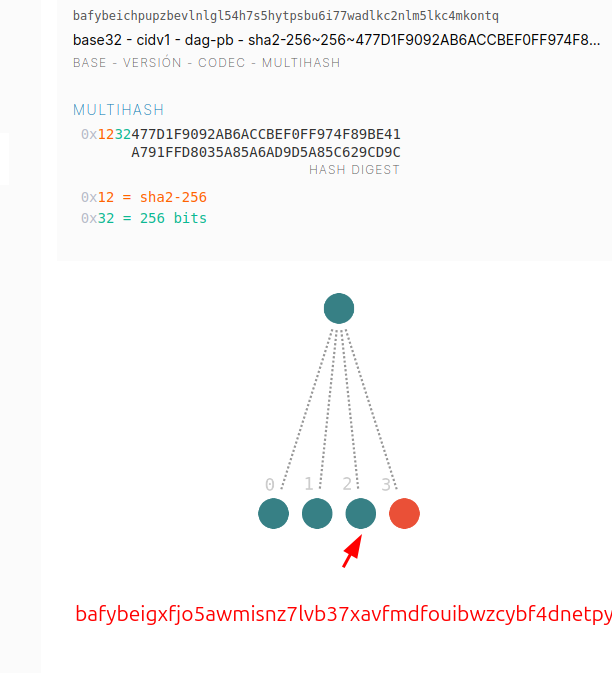 bafybeichpupzbevlnlgl54h7s5hytpsbu6i77wadlkc2nlm5lkc4mkontq
base32 - cidv1 - dag-pb - sha2-256~256~477D1F9092AB6ACCBEF0FF974F8...
BASE - VERSIÓN - CODEC - MULTIHASH
MULTIHASH
0x1232477D1F9092AB6ACCBEF0FF974F89BE41
A791FFD8035A85A6AD9D5A85C629CD9C
HASH DIGEST
0x12 = sha2-256
0x32 = 256 bits
0 1 2 3
bafybeigxfjo5awmisnz7lvb37xavfmdfouibwzcybf4dnetpy